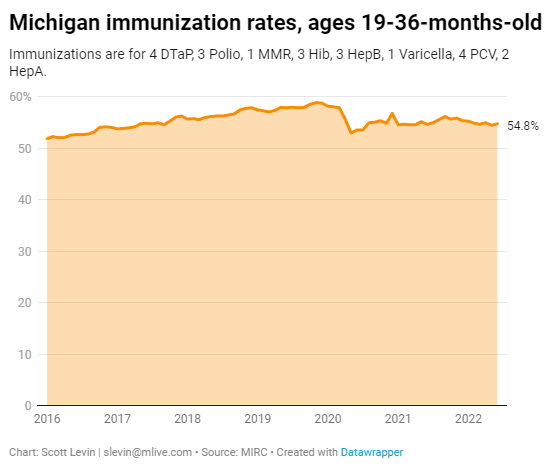 Michigan immunization rates, ages 19-36-months-old
Immunizations are for 4 DTaP, 3 Polio, 1 MMR, 3 Hib, 3 HepB, 1 Varicella, 4 PCV, 2
HepA.
60%
50
40
30
20
10
0
54.8%
2016 2017 2018 2019 2020 2021 2022
Chart: Scott Levin | slevin@mlive.com • Source: MIRC • Created with Datawrapper